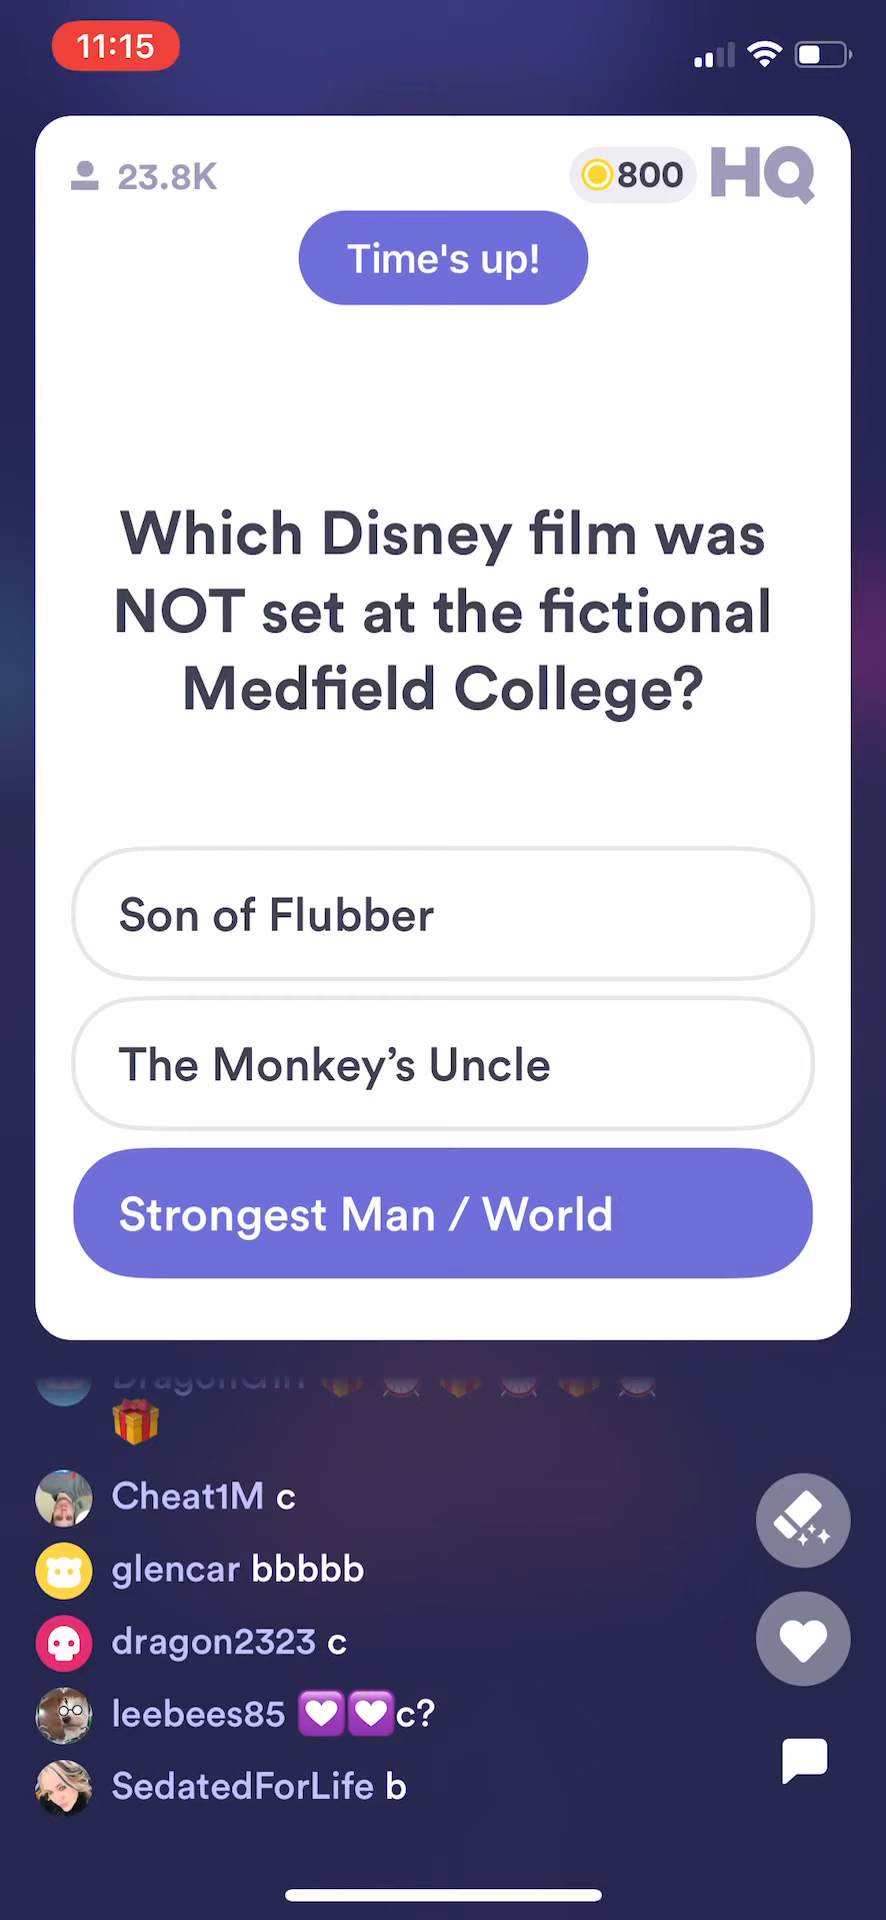 11:15
23.8K
800
HQ
Time's up!
Which Disney film was
NOT set at the fictional
Medfield College?
Son of Flubber
The Monkey’s Uncle
Strongest Man / World
Cheat1M c
glencar bbbbb
dragon2323 c
leebees85 💜💜c?
SedatedForLife b